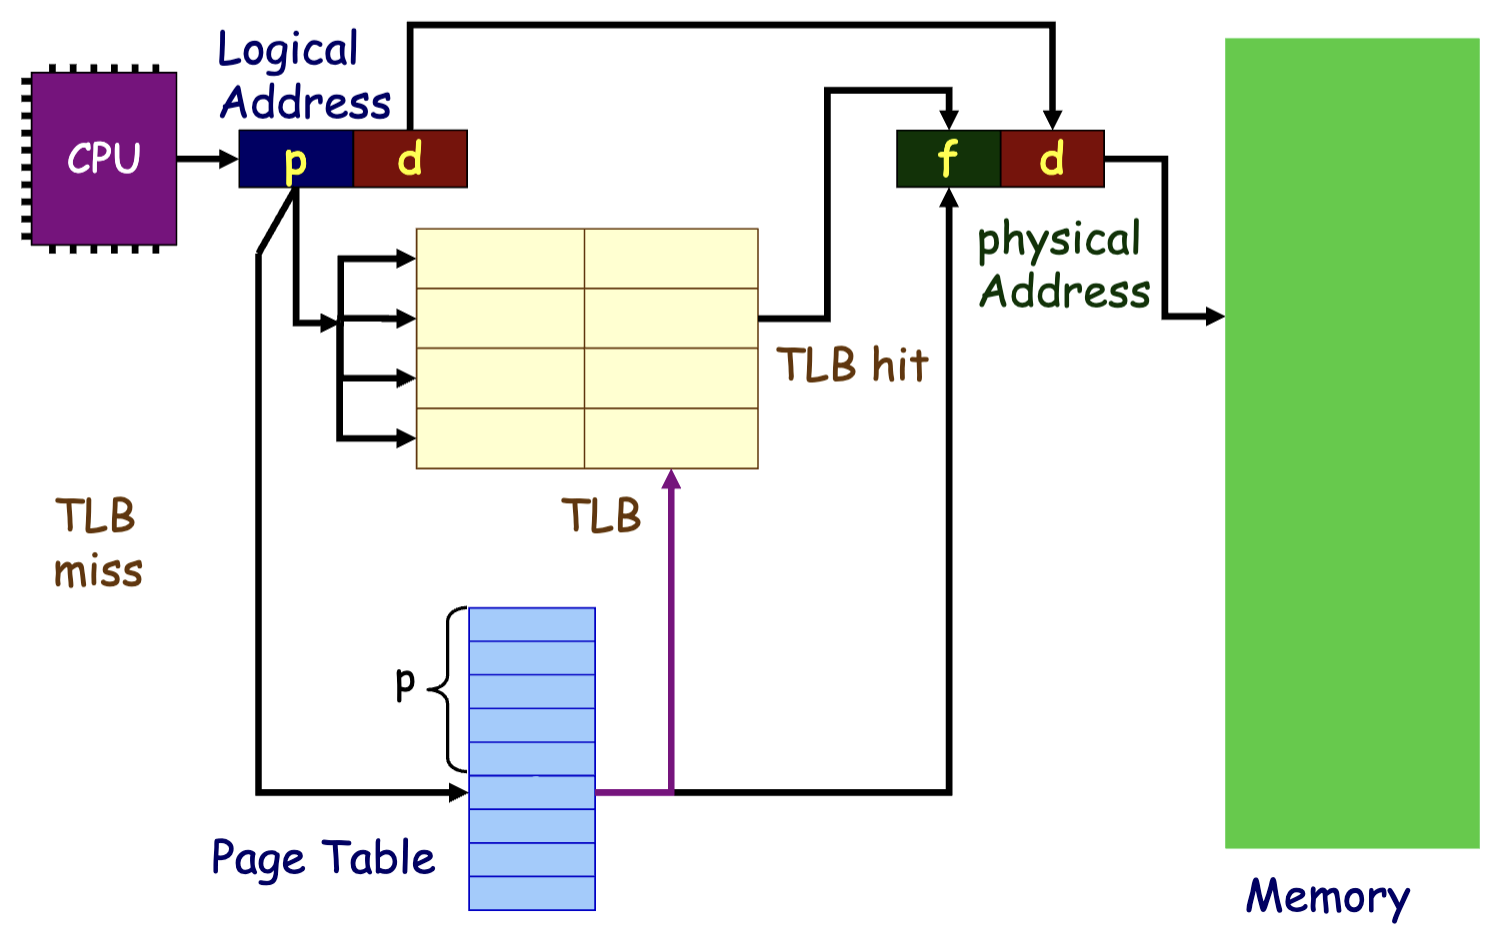 Logical
Address
CPU
p
d
f
d
physical
Address
TLB hit
TLB
miss
TLB
p
Page Table
Memory